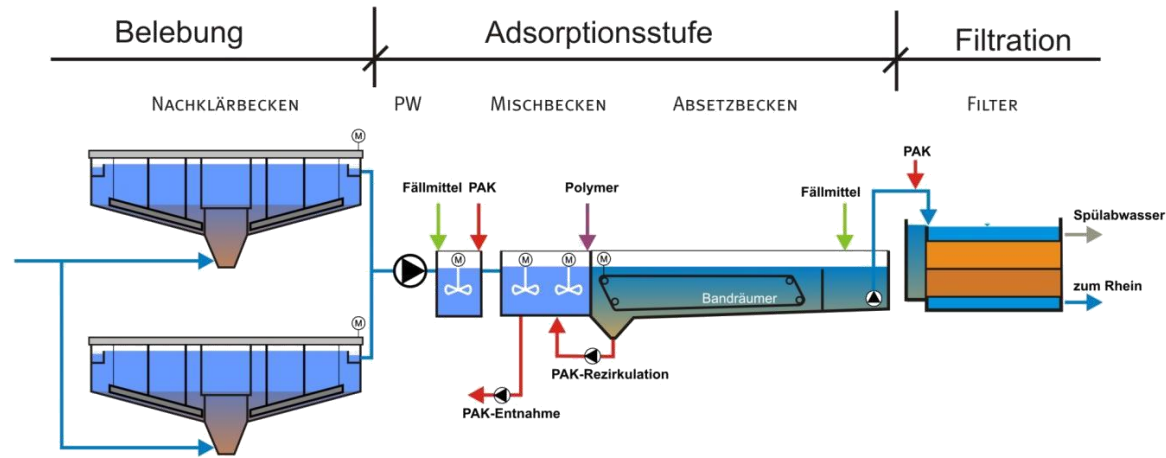 Belebung
Adsorptionsstufe
Filtration
NACHKLÄRBECKEN
PW
MISCHBECKEN
ABSETZBECKEN
FILTER
M
PAK
Fällmittel
PAK
Polymer
Fällmittel
Spülabwasser
M
M
M
M
zum Rhein
Bandräumer
M
PAK-Rezirkulation
PAK-Entnahme